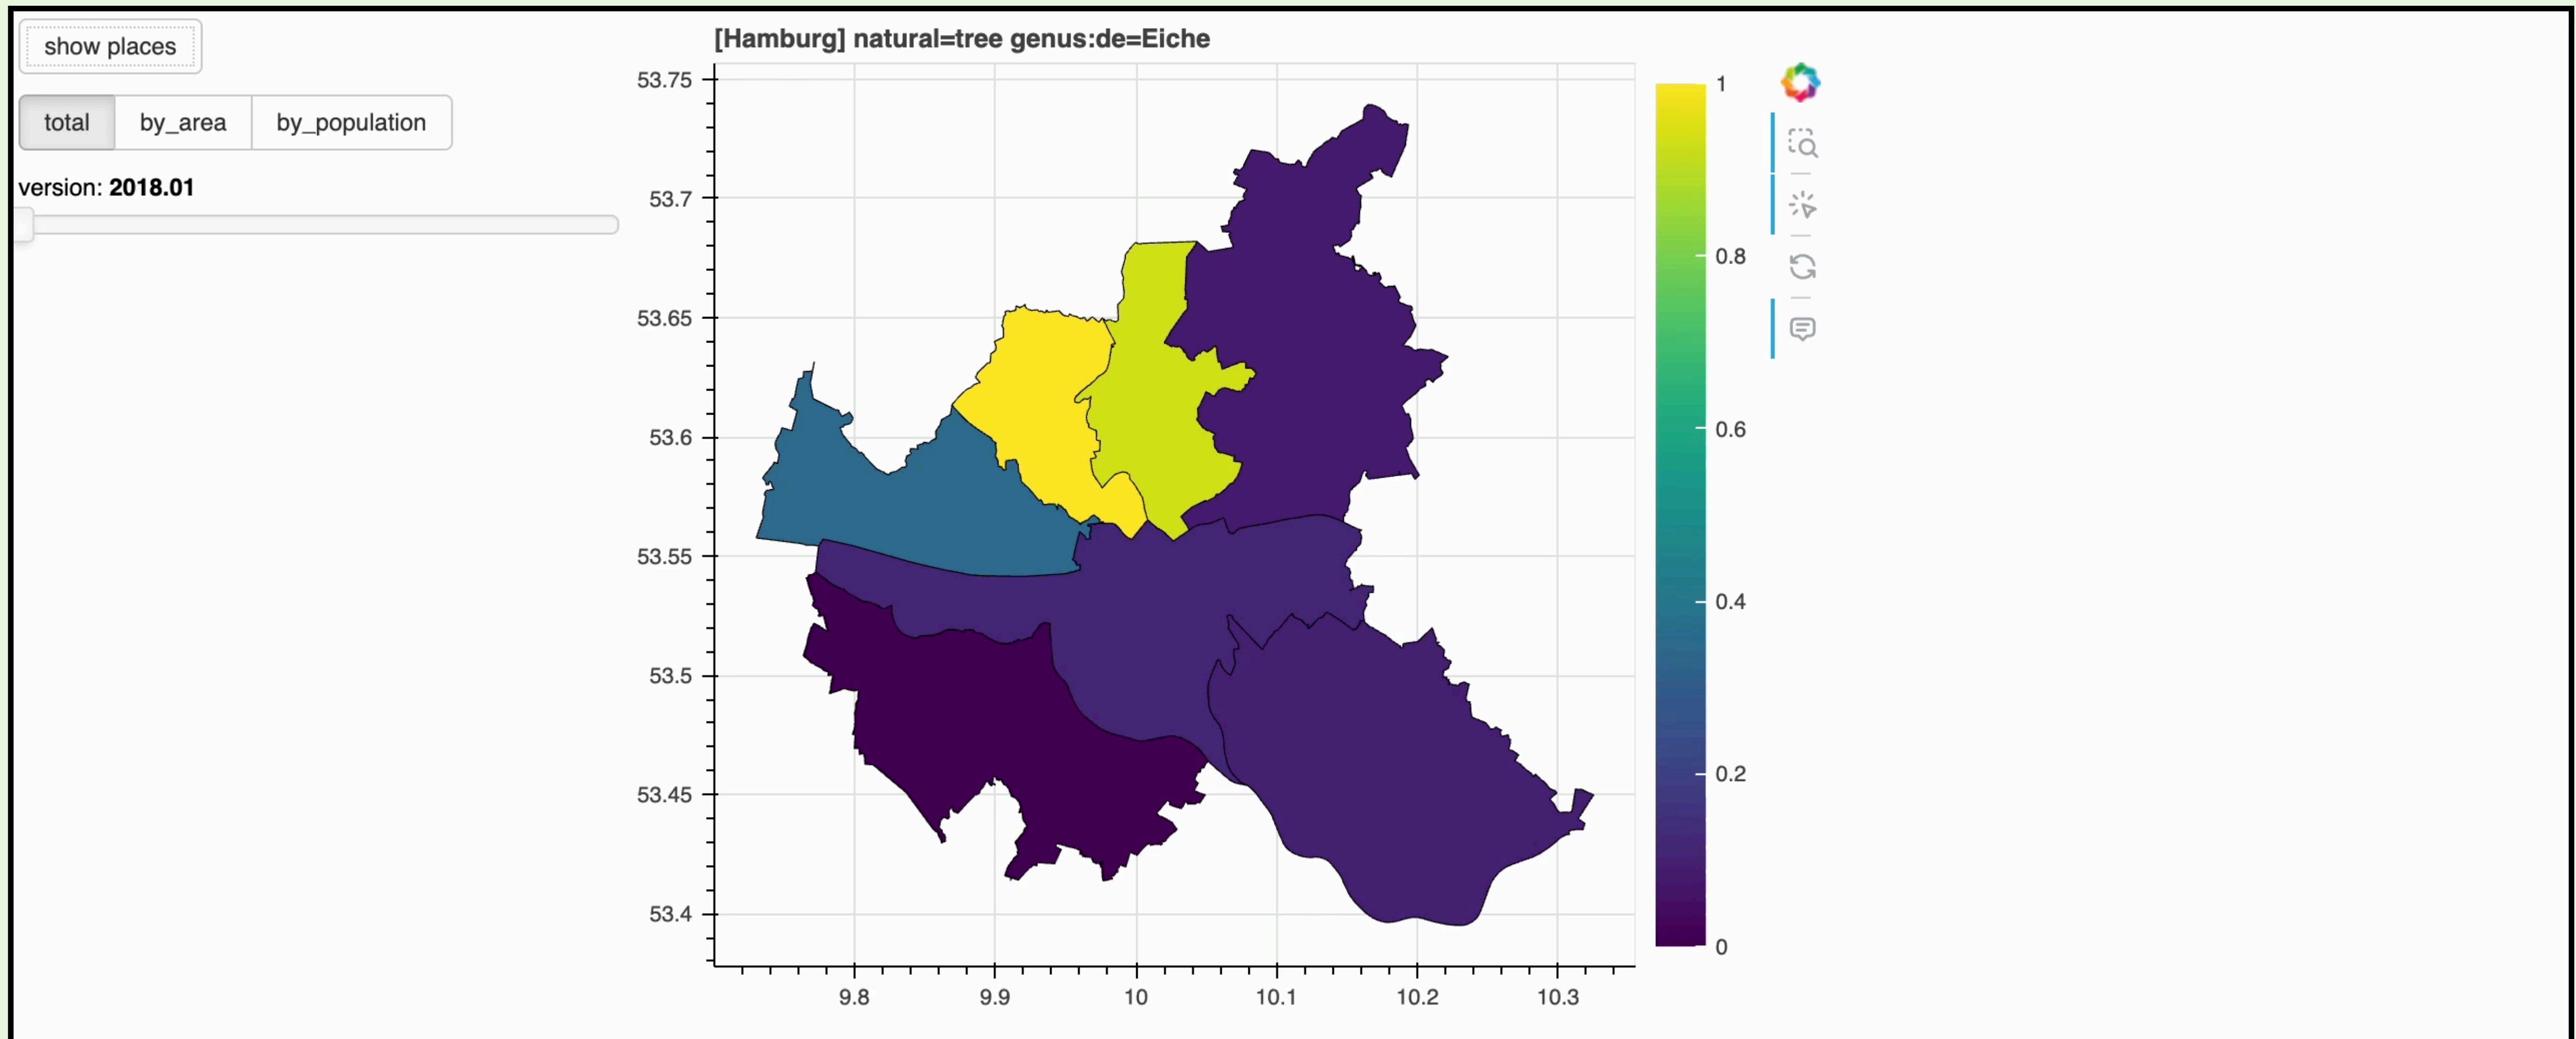 show places
total by_area by_population
version: 2018.01
[Hamburg] natural=tree genus:de=Eiche
53.75
53.7
53.65
53.6
53.55
53.5
53.45
53.4
9.8 9.9 10 10.1 10.2 10.3
1
0.8
0.6
0.4
0.2
0